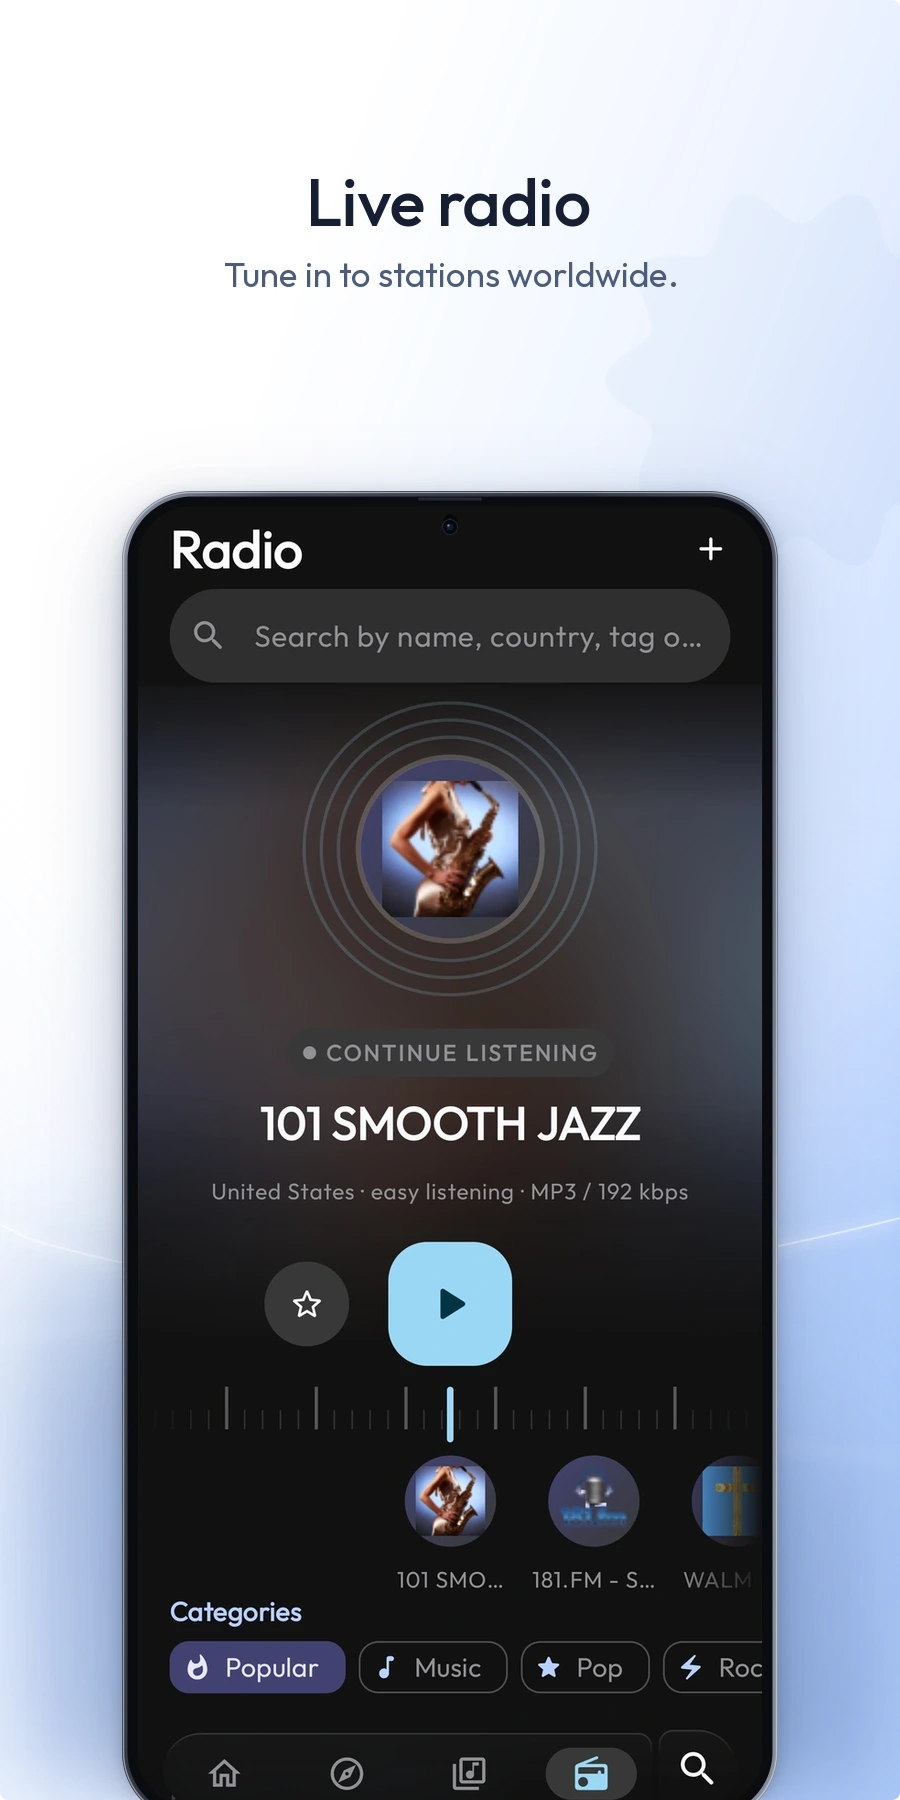 Live radio
Tune in to stations worldwide.
Radio
Search by name, country, tag o...
CONTINUE LISTENING
101 SMOOTH JAZZ
United States · easy listening · MP3 / 192 kbps
101 SMO... 181.FM - S... WALM
Categories
Popular Music Pop Roc